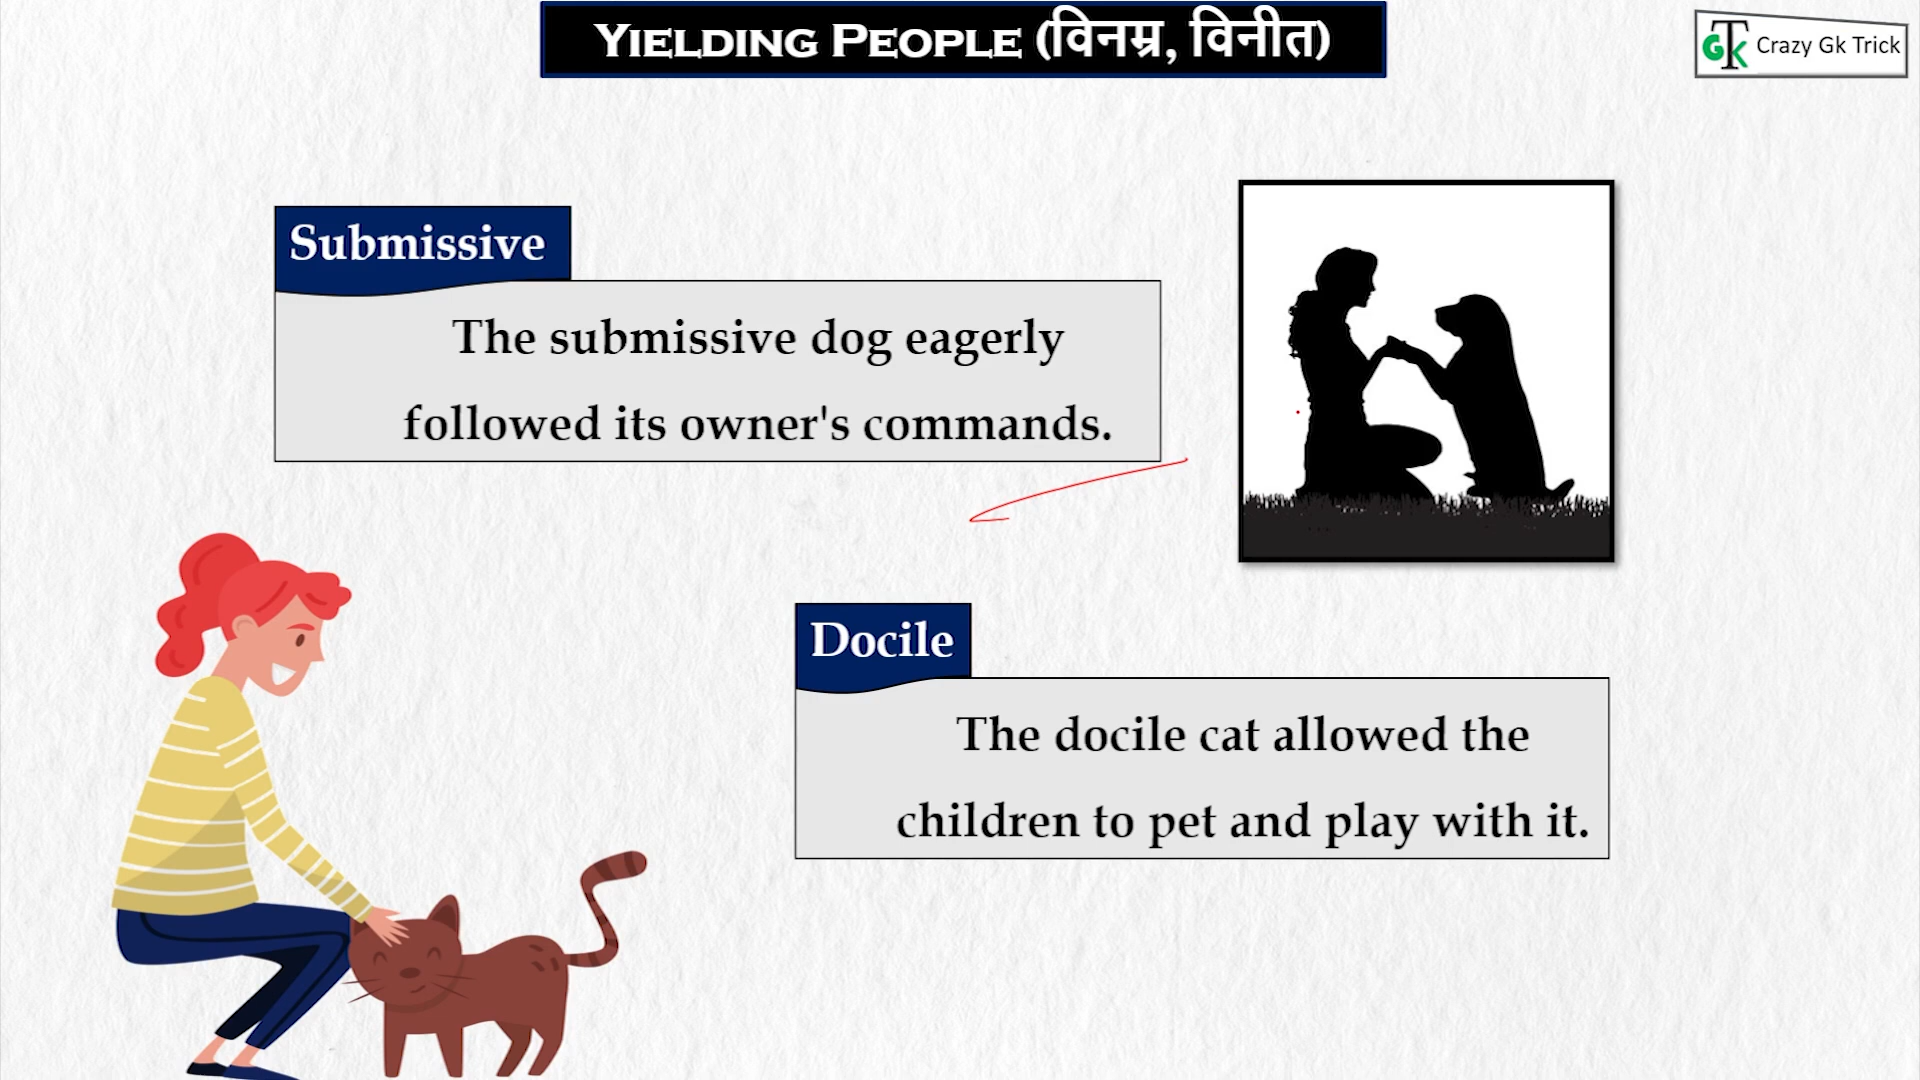 YIELDING PEOPLE (विनम्र, विनीत)
GTK Crazy Gk Trick
Submissive
The submissive dog eagerly
followed its owner's commands.
Docile
The docile cat allowed the
children to pet and play with it.